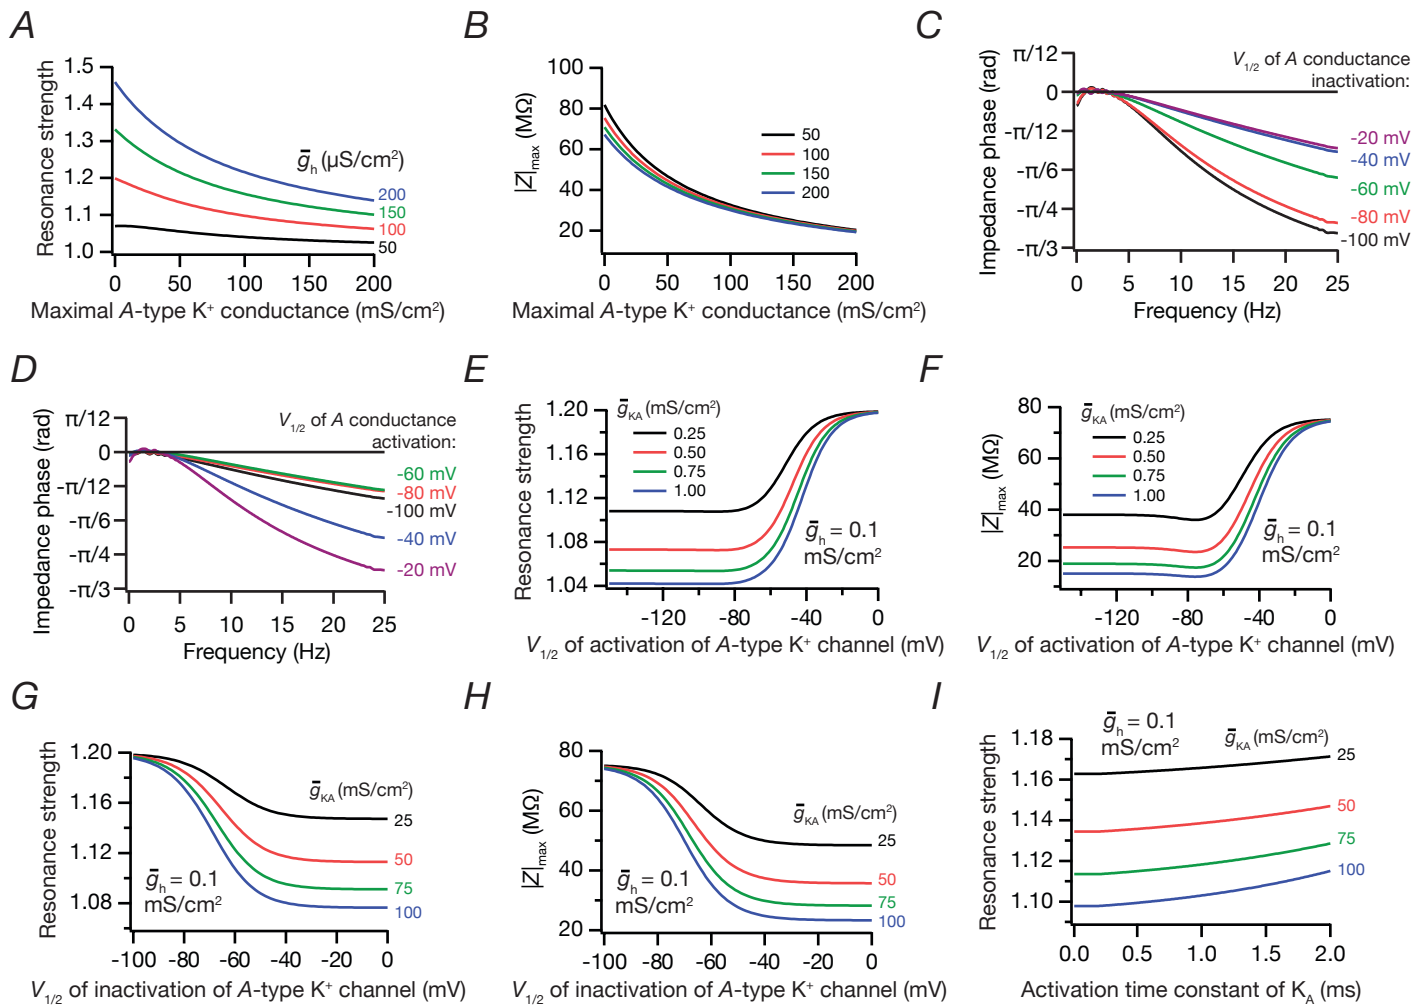 A
B
C
Resonance strength
1.5
1.4
1.3
1.2
1.1
1.0
g̅h (µS/cm²)
200
150
100
50
0 50 100 150 200
Maximal A-type K⁺ conductance (mS/cm²)
|Z|max (MΩ)
100
80
60
40
20
50
100
150
200
0 50 100 150 200
Maximal A-type K⁺ conductance (mS/cm²)
Impedance phase (rad)
π/12
0
-π/12
-π/6
-π/4
-π/3
V1/2 of A conductance
inactivation:
-20 mV
-40 mV
-60 mV
-80 mV
-100 mV
0 5 10 15 20 25
Frequency (Hz)
D
E
F
Impedance phase (rad)
π/12
0
-π/12
-π/6
-π/4
-π/3
V1/2 of A conductance
activation:
-60 mV
-80 mV
-100 mV
-40 mV
-20 mV
0 5 10 15 20 25
Frequency (Hz)
Resonance strength
1.20
1.16
1.12
1.08
1.04
g̅KA (mS/cm²)
0.25
0.50
0.75
1.00
g̅h = 0.1
mS/cm²
-120 -80 -40 0
V1/2 of activation of A-type K⁺ channel (mV)
|Z|max (MΩ)
80
60
40
20
g̅KA (mS/cm²)
0.25
0.50
0.75
1.00
g̅h = 0.1
mS/cm²
-120 -80 -40 0
V1/2 of activation of A-type K⁺ channel (mV)
G
H
I
Resonance strength
1.20
1.16
1.12
1.08
g̅KA (mS/cm²)
25
50
75
100
g̅h = 0.1
mS/cm²
-100 -80 -60 -40 -20 0
V1/2 of inactivation of A-type K⁺ channel (mV)
|Z|max (MΩ)
80
60
40
20
g̅KA (mS/cm²)
25
50
75
100
g̅h = 0.1
mS/cm²
-100 -80 -60 -40 -20 0
V1/2 of inactivation of A-type K⁺ channel (mV)
Resonance strength
1.18
1.16
1.14
1.12
1.10
g̅h = 0.1
mS/cm²
g̅KA (mS/cm²)
25
50
75
100
0.0 0.5 1.0 1.5 2.0
Activation time constant of KA (ms)